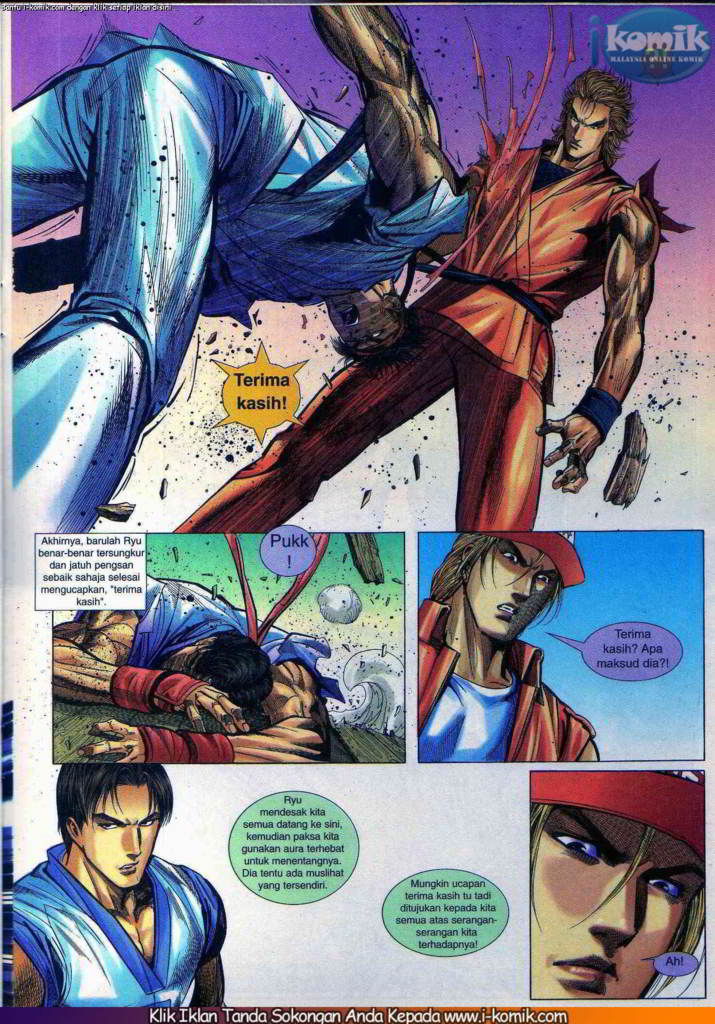 Bantu i-komik.com dengan klik setiap iklan disini
i komik
MALAYSIA ONLINE KOMIK
Terima
kasih!
Akhirnya, barulah Ryu
benar-benar tersungkur
dan jatuh pengsan
sebaik sahaja selesai
mengucapkan, "terima
kasih".
Pukk
!
Terima
kasih? Apa
maksud dia?!
Ryu
mendesak kita
semua datang ke sini,
kemudian paksa kita
gunakan aura terhebat
untuk menentangnya.
Dia tentu ada muslihat
yang tersendiri.
Mungkin ucapan
terima kasih tu tadi
ditujukan kepada kita
semua atas serangan-
serangan kita
terhadapnya!
Ah!
Klik Iklan Tanda Sokongan Anda Kepada www.i-komik.com